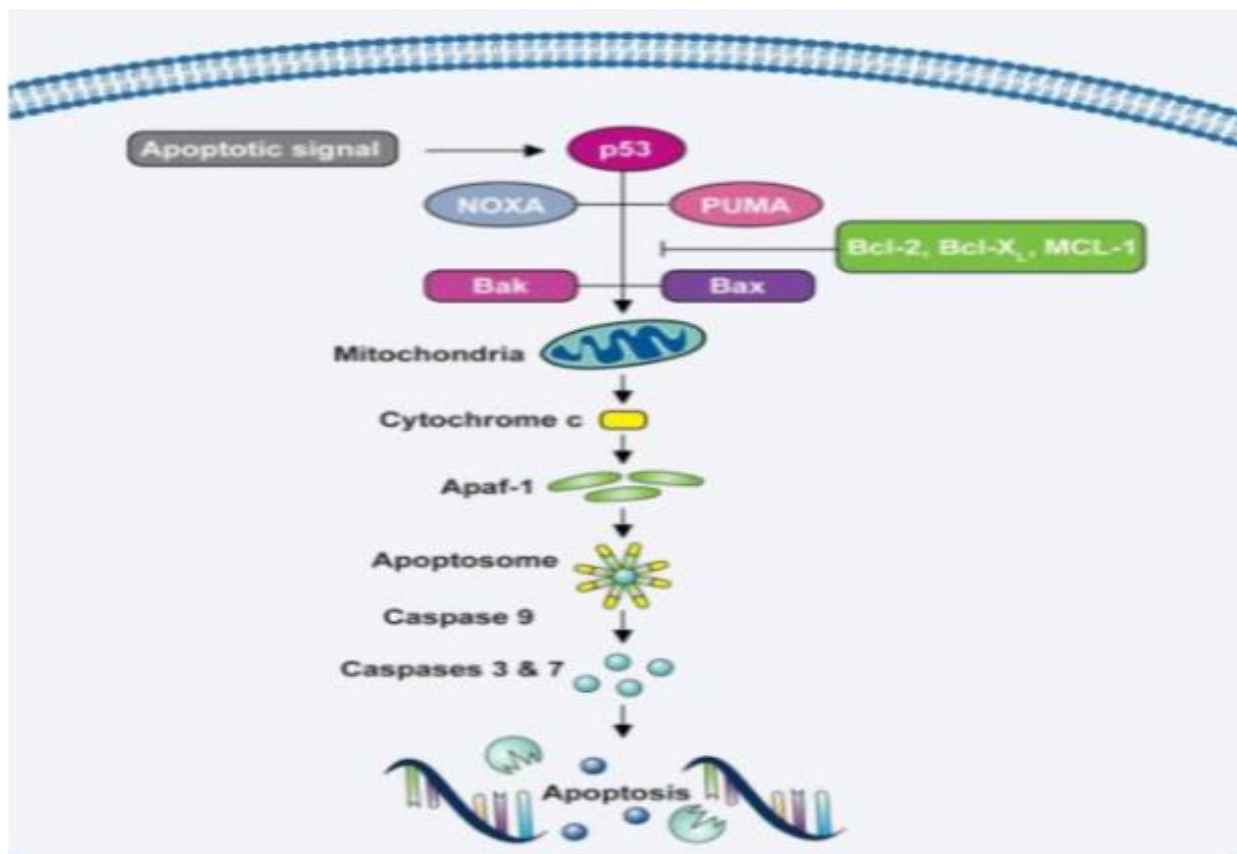 Apoptotic signal
p53
NOXA
PUMA
Bcl-2, Bcl-XL, MCL-1
Bak
Bax
Mitochondria
Cytochrome c
Apaf-1
Apoptosome
Caspase 9
Caspases 3 & 7
Apoptosis